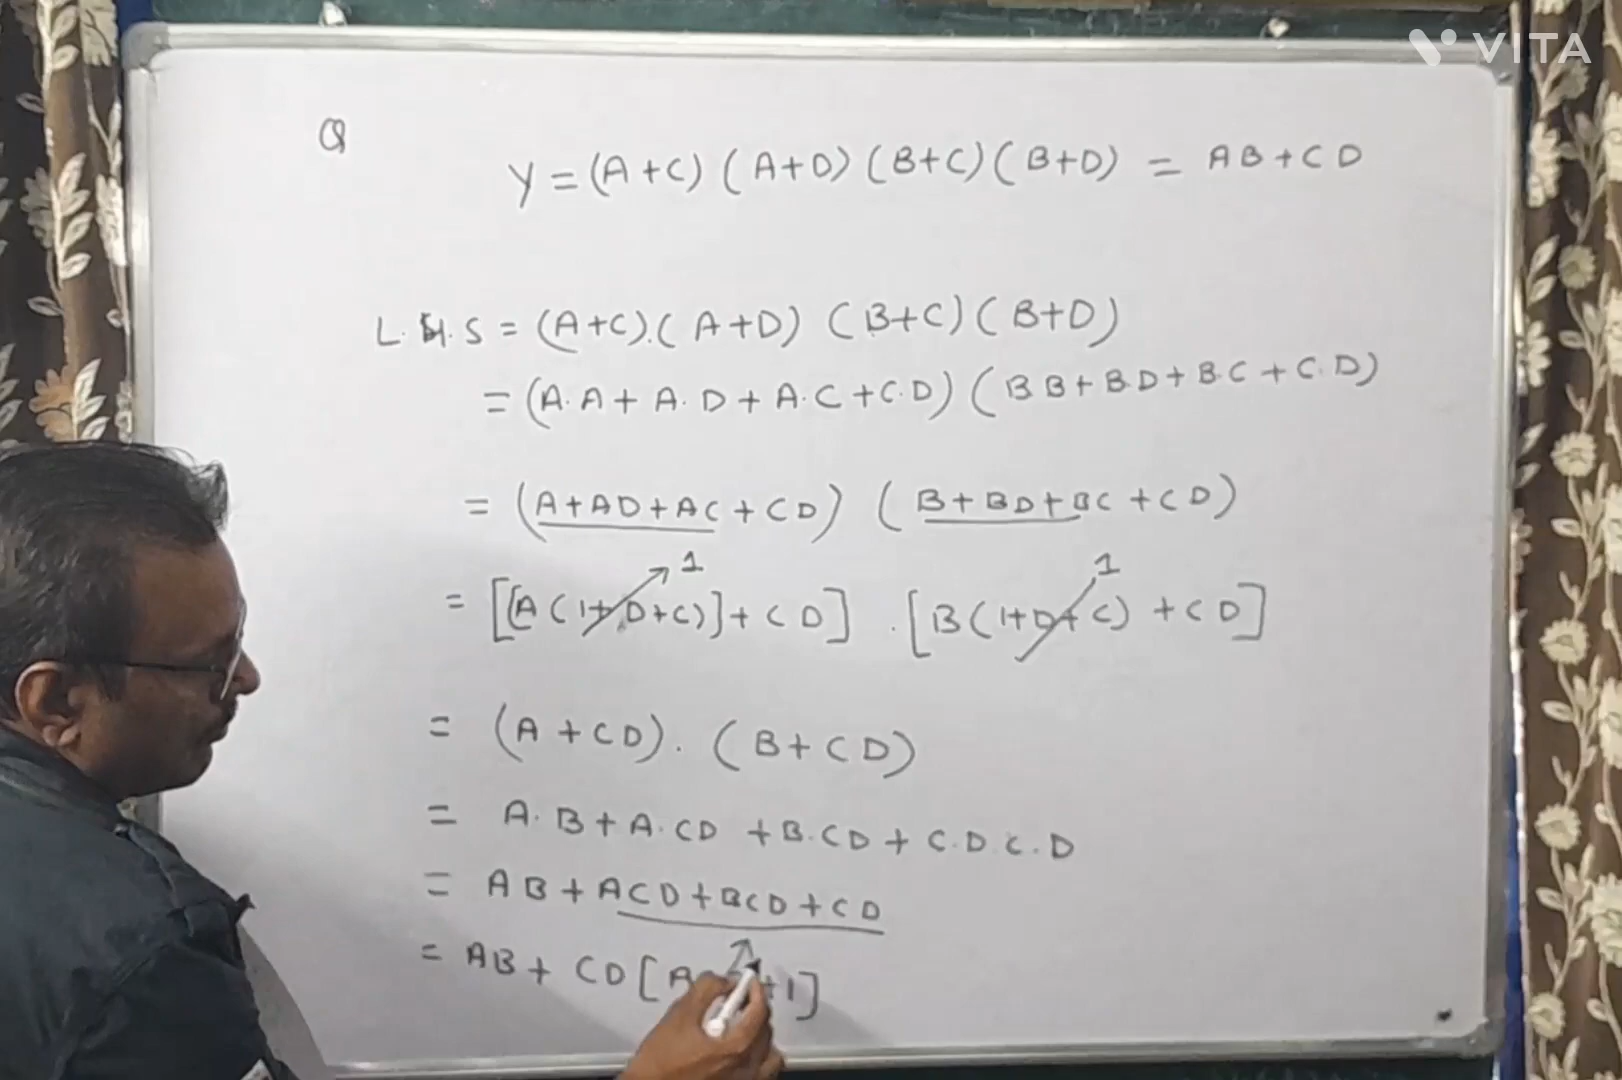 VITA
Q
Y = (A+C) (A+D) (B+C) (B+D) = AB+CD
L.H.S = (A+C).(A+D) (B+C) (B+D)
= (A.A + A.D + A.C + C.D) (B B + B.D + B.C + C.D)
= (A+AD+AC+CD) (B+BD+BC+CD)
1 1
= [[A(1+D+C)]+CD] . [B(1+D+C)+CD]
= (A+CD).(B+CD)
= A.B+A.CD+B.CD+C.D.C.D
= AB+ACD+BCD+CD
= AB+CD[A +1]